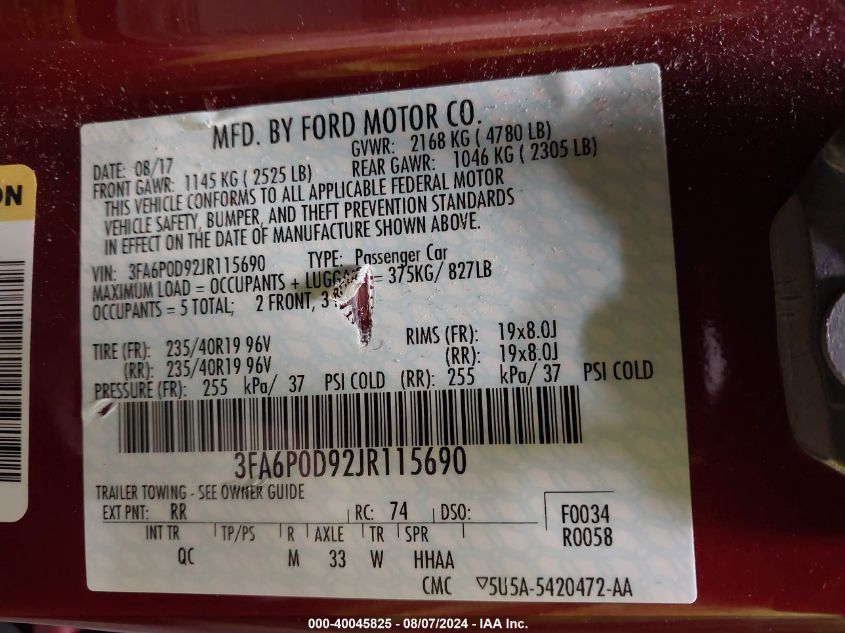 ON
MFD. BY FORD MOTOR CO.
DATE: 08/17 GVWR: 2168 KG ( 4780 LB)
FRONT GAWR: 1145 KG ( 2525 LB) REAR GAWR: 1046 KG ( 2305 LB)
THIS VEHICLE CONFORMS TO ALL APPLICABLE FEDERAL MOTOR
VEHICLE SAFETY, BUMPER, AND THEFT PREVENTION STANDARDS
IN EFFECT ON THE DATE OF MANUFACTURE SHOWN ABOVE.
VIN: 3FA6P0D92JR115690 TYPE: Passenger Car
MAXIMUM LOAD = OCCUPANTS + = 375KG/ 827LB
OCCUPANTS = 5 TOTAL; 2 FRONT, 3
TIRE (FR): 235/40R19 96V RIMS (FR): 19x8.0J
(RR): 235/40R19 96V (RR): 19x8.0J
PRESSURE (FR): 255 kPa/ 37 PSI COLD (RR): 255 kPa/ 37 PSI COLD
3FA6P0D92JR115690
TRAILER TOWING - SEE OWNER GUIDE
EXT PNT: RR RC: 74 DSO: F0034
INT TR TP/PS R AXLE TR SPR R0058
QC M 33 W HHAA
CMC ▽5U5A-5420472-AA
000-40045825 - 08/07/2024 - IAA Inc.